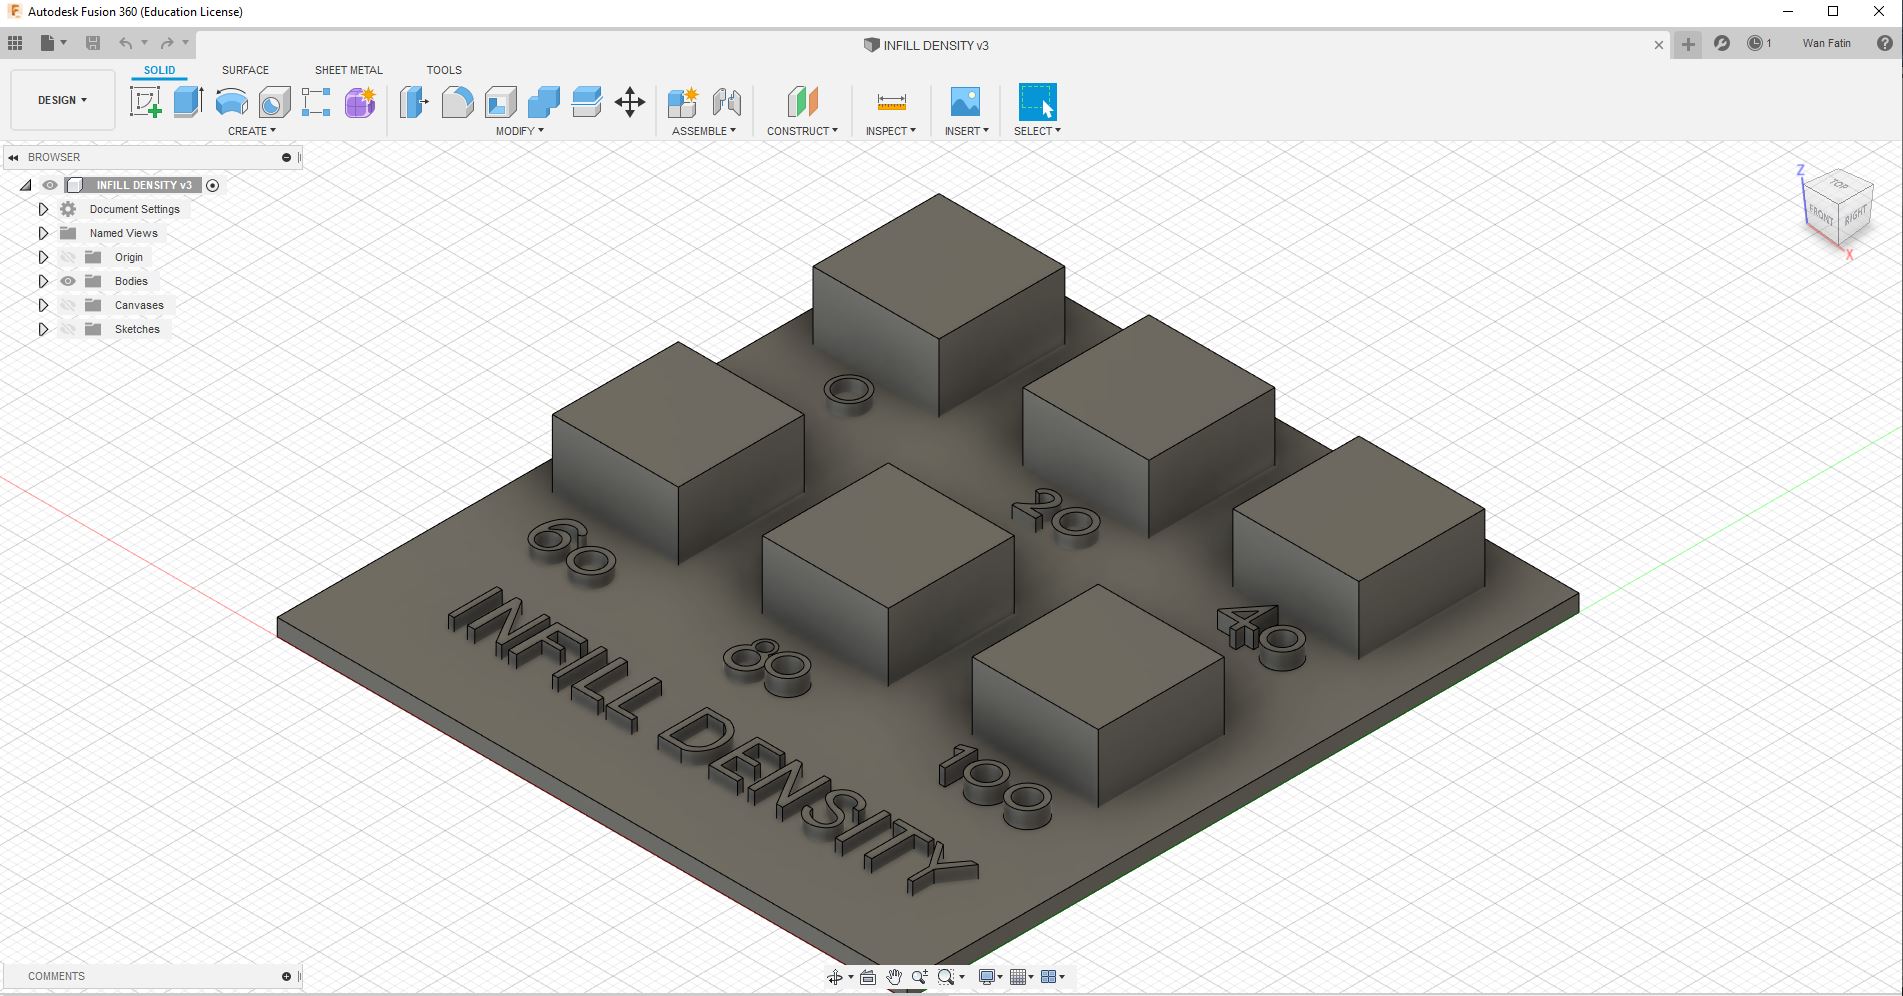 Autodesk Fusion 360 (Education License)
INFILL DENSITY v3
1
Wan Fatin
SOLID
SURFACE
SHEET METAL
TOOLS
DESIGN
CREATE
MODIFY
ASSEMBLE
CONSTRUCT
INSPECT
INSERT
SELECT
BROWSER
INFILL DENSITY v3
Document Settings
Named Views
Origin
Bodies
Canvases
Sketches
Z
TOP
FRONT
RIGHT
X
0
20
40
60
80
100
INFILL DENSITY
COMMENTS